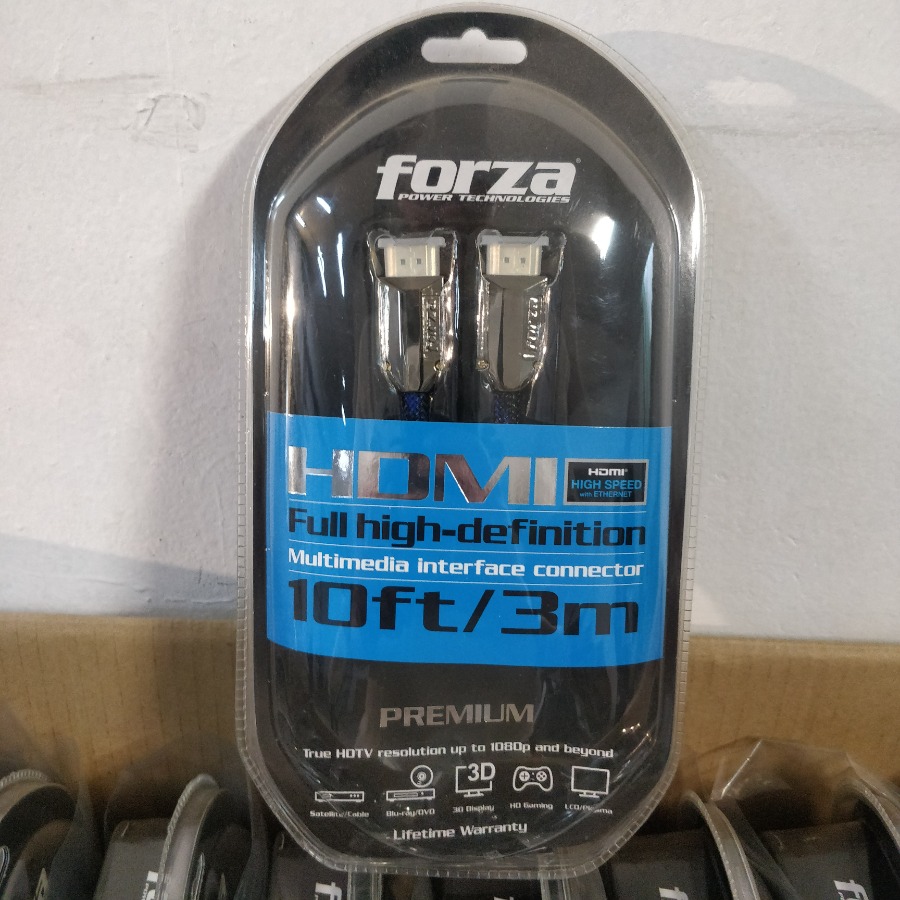 forza
POWER TECHNOLOGIES
forza
HDMI
HDMI
HIGH SPEED
with ETHERNET
Full high-definition
Multimedia interface connector
10ft/3m
PREMIUM
True HDTV resolution up to 1080p and beyond
3D
Satellite/Cable Blu-ray/DVD 3D Display HD Gaming LCD/Plasma
Lifetime Warranty